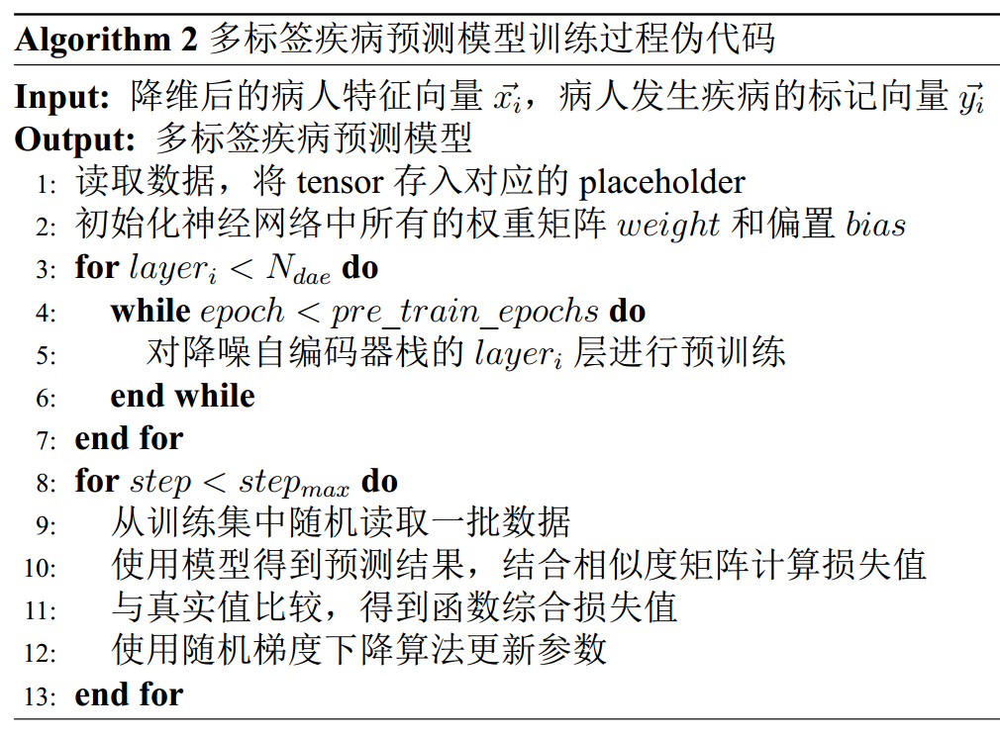 Algorithm 2 多标签疾病预测模型训练过程伪代码
Input: 降维后的病人特征向量 $\vec{x_i}$，病人发生疾病的标记向量 $\vec{y_i}$
Output: 多标签疾病预测模型
1: 读取数据，将 tensor 存入对应的 placeholder
2: 初始化神经网络中所有的权重矩阵 weight 和偏置 bias
3: for $layer_i < N_{dae}$ do
4: while epoch < pre_train_epochs do
5: 对降噪自编码器栈的 $layer_i$ 层进行预训练
6: end while
7: end for
8: for $step < step_{max}$ do
9: 从训练集中随机读取一批数据
10: 使用模型得到预测结果，结合相似度矩阵计算损失值
11: 与真实值比较，得到函数综合损失值
12: 使用随机梯度下降算法更新参数
13: end for